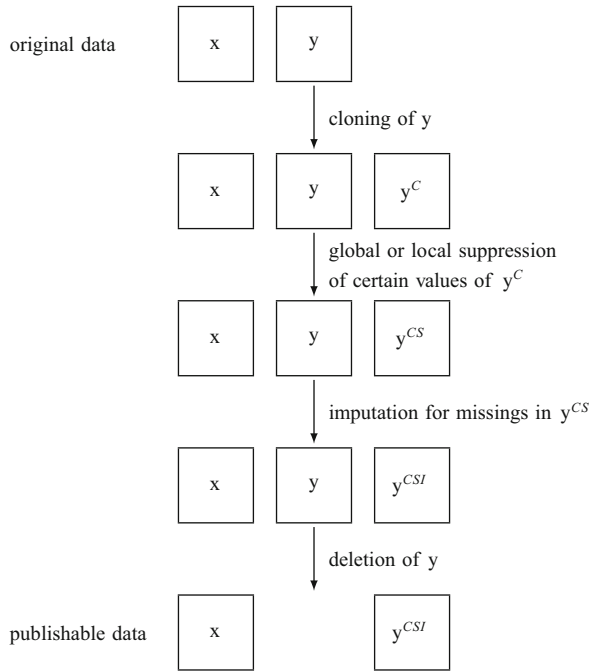 original data x y
cloning of y
x y y^C
global or local suppression
of certain values of y^C
x y y^CS
imputation for missings in y^CS
x y y^CSI
deletion of y
publishable data x y^CSI